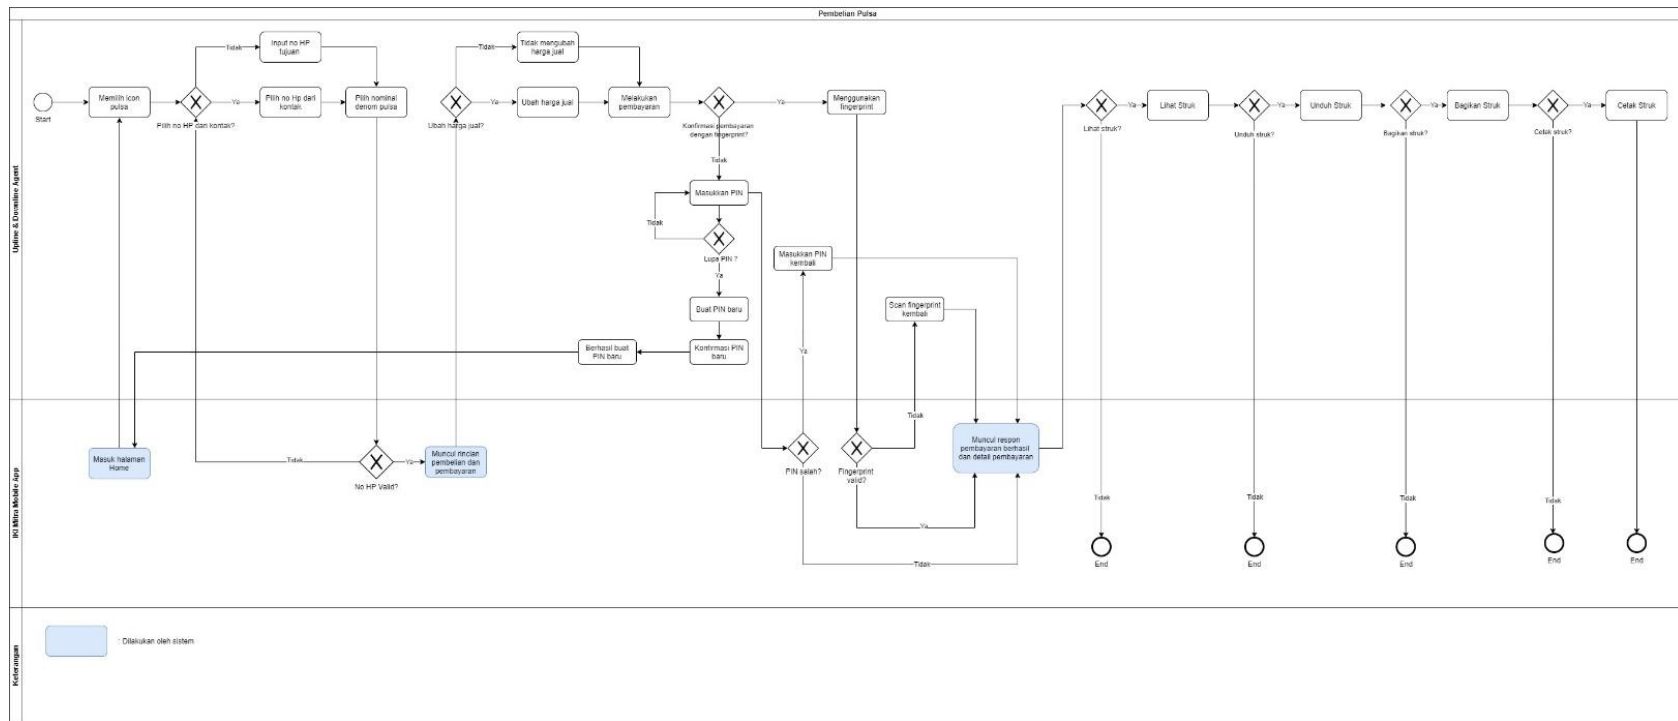 Pembelian Pulsa
Upline & Downline Agent
Start
Memilih icon
pulsa
Pilih no HP dari kontak?
Tidak
Input no HP
tujuan
Ya
Pilih no Hp dari
kontak
Pilih nominal
denom pulsa
Ubah harga jual?
Tidak
Tidak mengubah
harga jual
Ya
Ubah harga jual
Melakukan
pembayaran
Konfirmasi pembayaran
dengan fingerprint?
Ya
Menggunakan
fingerprint
Tidak
Masukkan PIN
Tidak
Lupa PIN ?
Ya
Buat PIN baru
Konfirmasi PIN
baru
Berhasil buat
PIN baru
Masukkan PIN
kembali
Ya
Scan fingerprint
kembali
Tidak
Lihat struk?
Ya
Lihat Struk
Unduh struk?
Ya
Unduh Struk
Bagikan struk?
Ya
Bagikan Struk
Cetak struk?
Ya
Cetak Struk
IKI Mitra Mobile App
Masuk halaman
Home
Tidak
No HP Valid?
Ya
Muncul rincian
pembelian dan
pembayaran
PIN salah?
Fingerprint
valid?
Ya
Tidak
Muncul respon
pembayaran berhasil
dan detail pembayaran
Tidak
End
Tidak
End
Tidak
End
Tidak
End
End
Keterangan
: Dilakukan oleh sistem